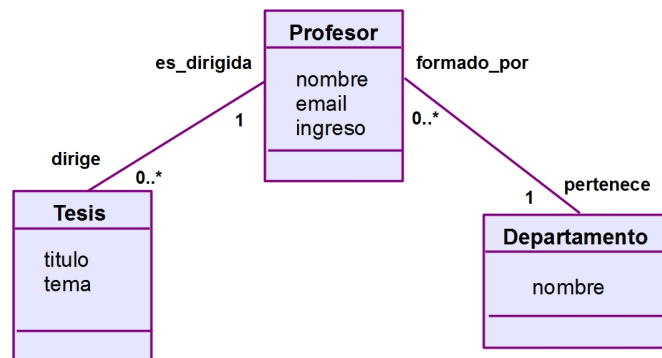 Profesor
es_dirigida
formado_por
nombre
email
ingreso
1
0..*
dirige
0..*
pertenece
1
Tesis
titulo
tema
Departamento
nombre